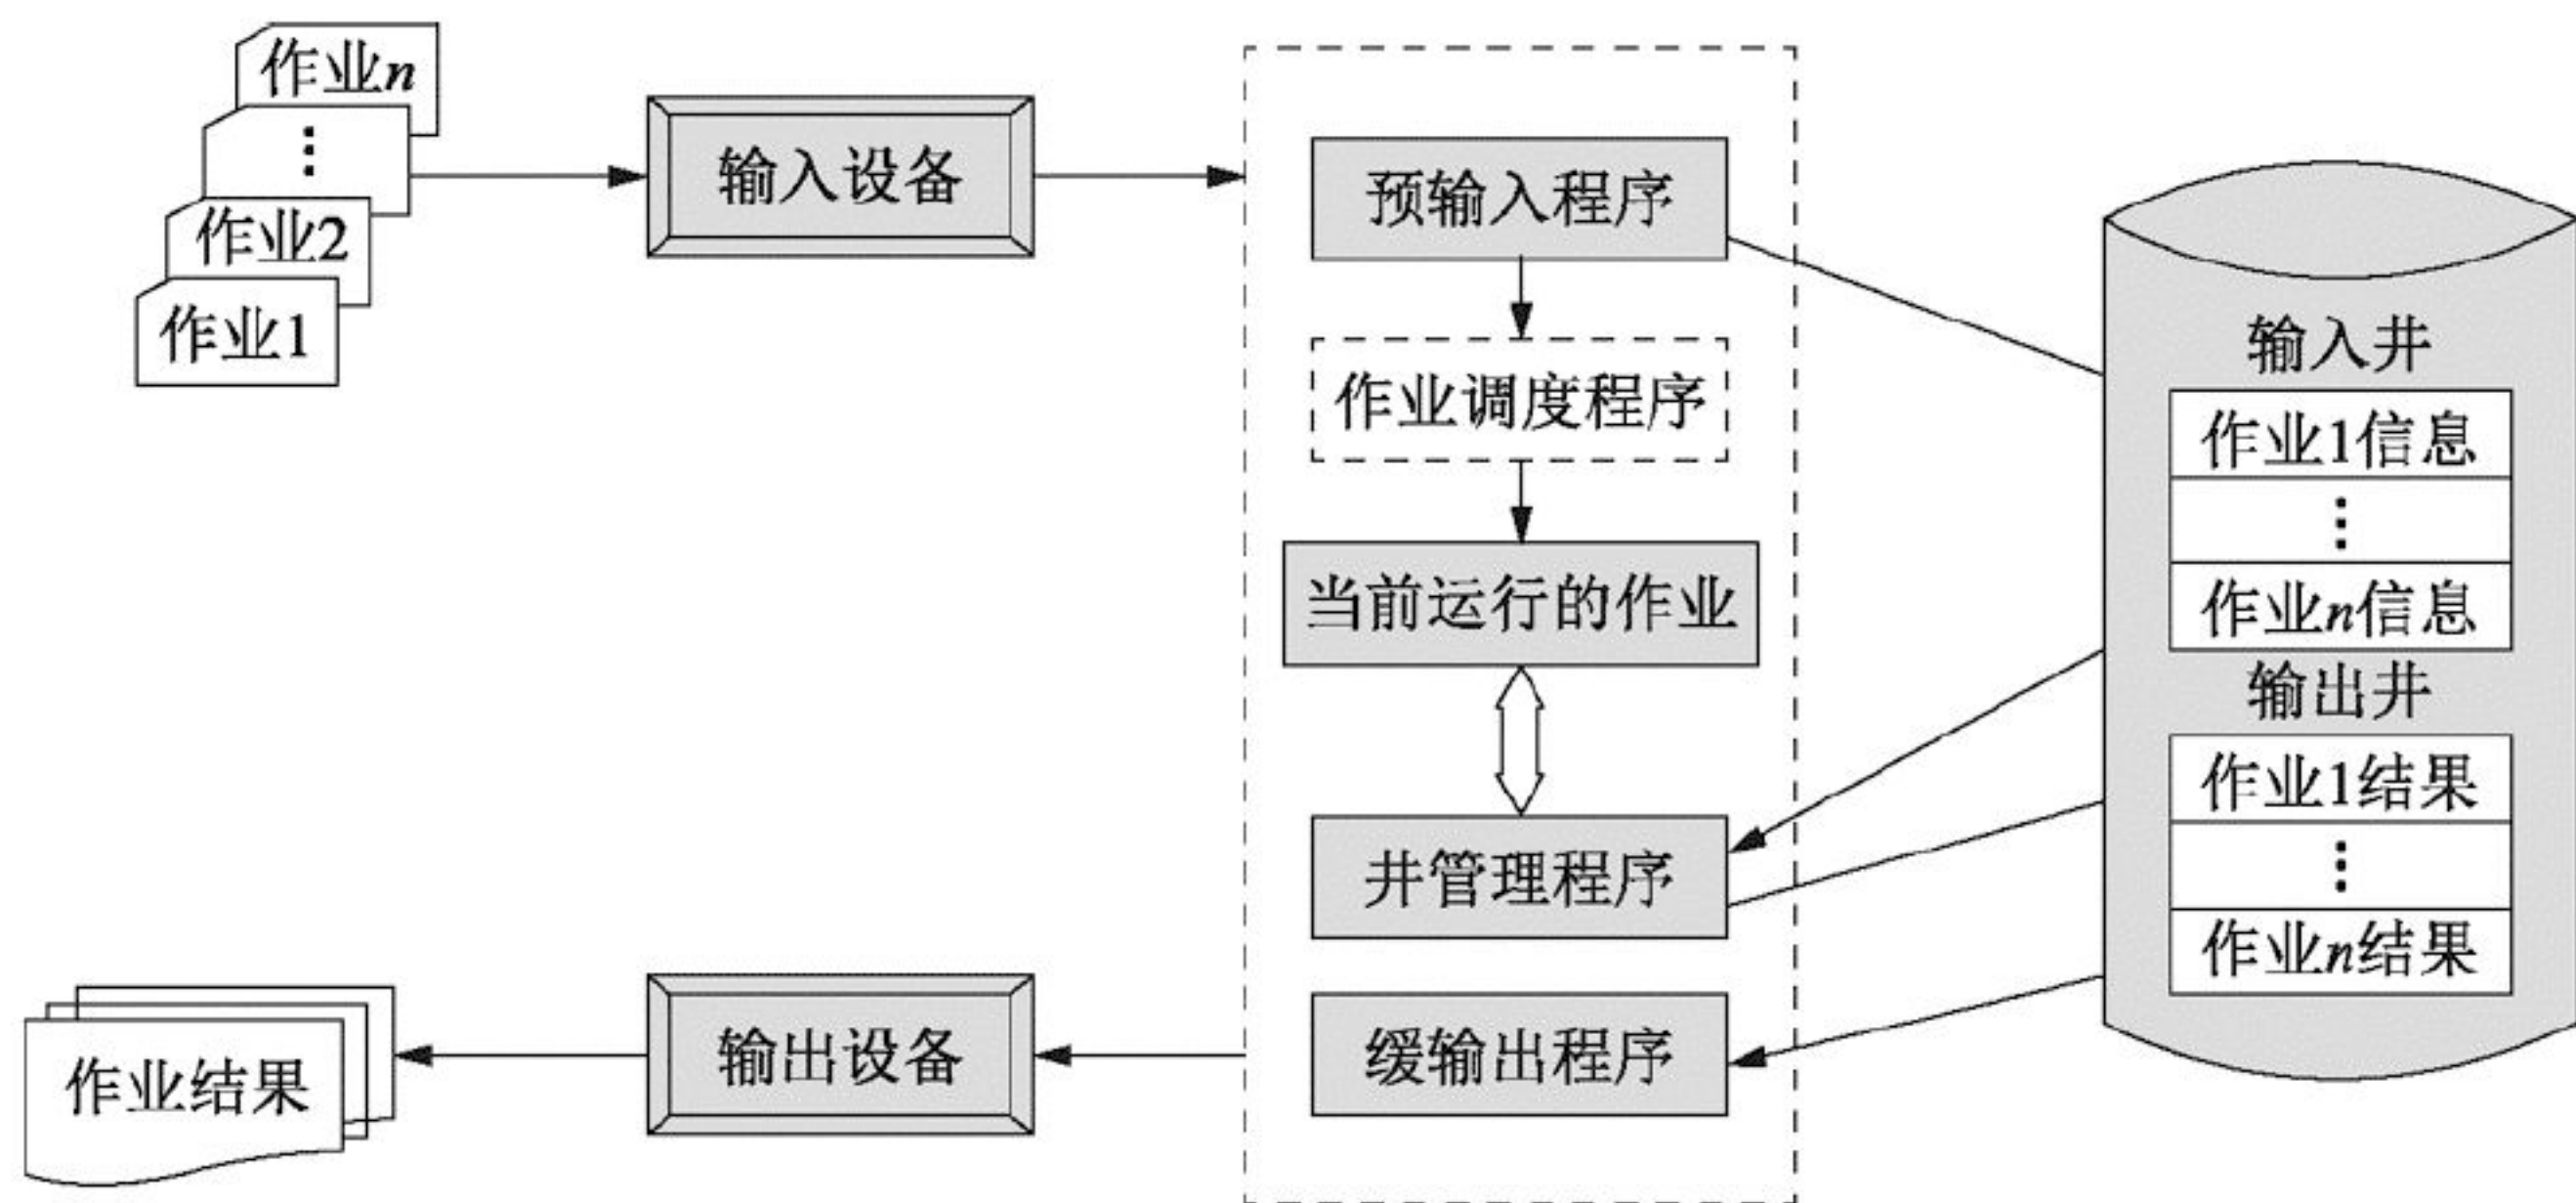 作业n
⋮
作业2
作业1
输入设备
预输入程序
作业调度程序
当前运行的作业
井管理程序
缓输出程序
输入井
作业1信息
⋮
作业n信息
输出井
作业1结果
⋮
作业n结果
输出设备
作业结果